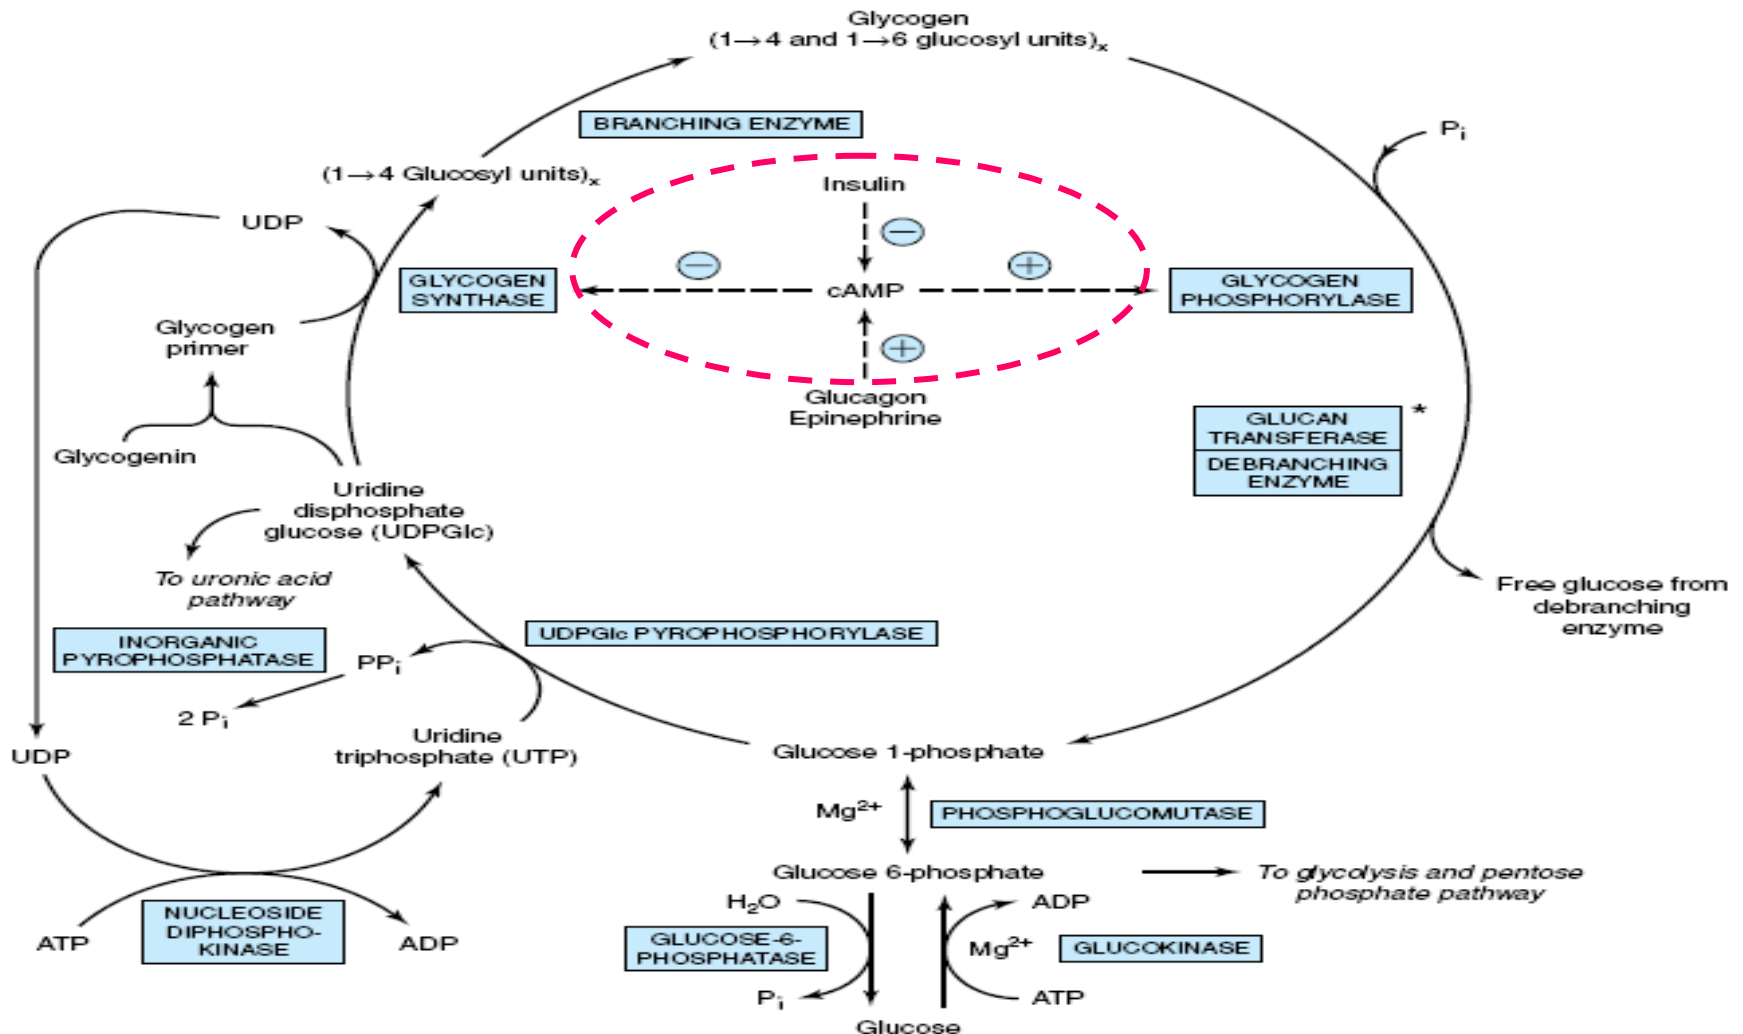 Glycogen
(1→4 and 1→6 glucosyl units)x
BRANCHING ENZYME
Pi
(1→4 Glucosyl units)x
Insulin
UDP
−
−
+
GLYCOGEN
SYNTHASE
cAMP
GLYCOGEN
PHOSPHORYLASE
Glycogen
primer
+
Glucagon
Epinephrine
GLUCAN
TRANSFERASE
*
DEBRANCHING
ENZYME
Glycogenin
Uridine
disphosphate
glucose (UDPGlc)
To uronic acid
pathway
Free glucose from
debranching
enzyme
INORGANIC
PYROPHOSPHATASE
UDPGlc PYROPHOSPHORYLASE
PPi
2 Pi
UDP
Uridine
triphosphate (UTP)
Glucose 1-phosphate
Mg2+
PHOSPHOGLUCOMUTASE
Glucose 6-phosphate
To glycolysis and pentose
phosphate pathway
H2O
ADP
NUCLEOSIDE
DIPHOSPHO-
KINASE
ATP
ADP
GLUCOSE-6-
PHOSPHATASE
Mg2+
GLUCOKINASE
Pi
ATP
Glucose